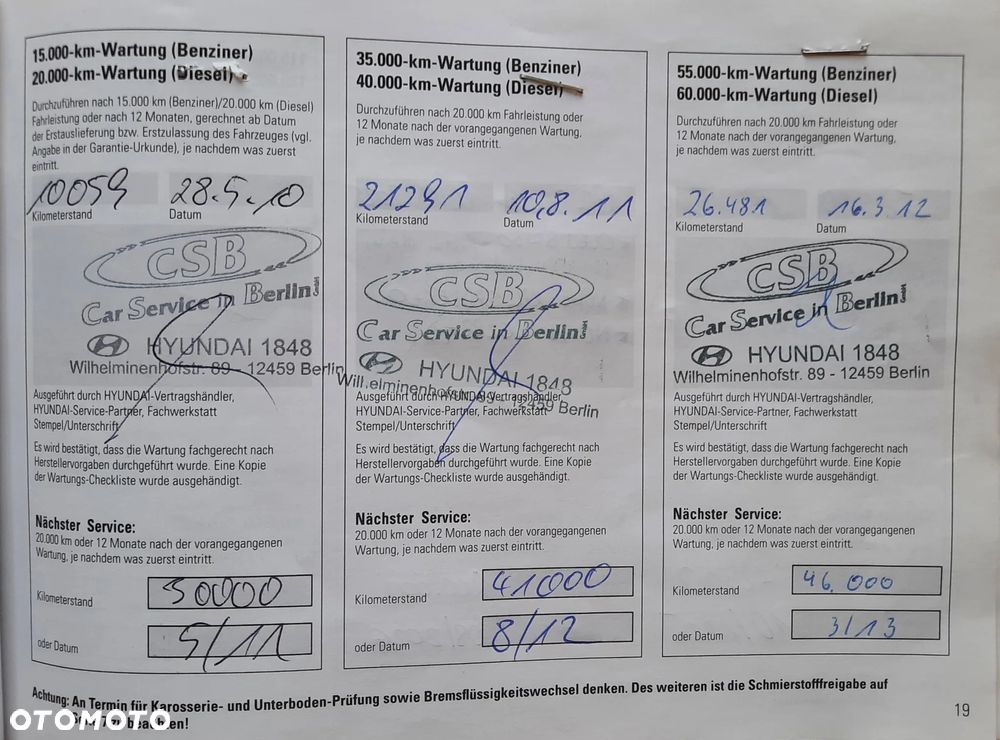 15.000-km-Wartung (Benziner)
20.000-km-Wartung (Diesel)
Durchzuführen nach 15.000 km (Benziner)/20.000 km (Diesel)
Fahrleistung oder nach 12 Monaten, gerechnet ab Datum
der Erstauslieferung bzw. Erstzulassung des Fahrzeuges (vgl.
Angabe in der Garantie-Urkunde), je nachdem was zuerst
eintritt.
10059 28.5.10
Kilometerstand Datum
CSB
Car Service in Berlin
HYUNDAI 1848
Wilhelminenhofstr. 89 - 12459 Berlin
Ausgeführt durch HYUNDAI-Vertragshändler,
HYUNDAI-Service-Partner, Fachwerkstatt
Stempel/Unterschrift
Es wird bestätigt, dass die Wartung fachgerecht nach
Herstellervorgaben durchgeführt wurde. Eine Kopie
der Wartungs-Checkliste wurde ausgehändigt.
Nächster Service:
20.000 km oder 12 Monate nach der vorangegangenen
Wartung, je nachdem was zuerst eintritt.
Kilometerstand 30000
oder Datum 5/11
35.000-km-Wartung (Benziner)
40.000-km-Wartung (Diesel)
Durchzuführen nach 20.000 km Fahrleistung oder
12 Monate nach der vorangegangenen Wartung,
je nachdem was zuerst eintritt.
21291 10.8.11
Kilometerstand Datum
CSB
Car Service in Berlin
HYUNDAI 1848
Wilhelminenhofstr. 89 - 12459 Berlin
Ausgeführt durch HYUNDAI-Vertragshändler,
HYUNDAI-Service-Partner, Fachwerkstatt
Stempel/Unterschrift
Es wird bestätigt, dass die Wartung fachgerecht nach
Herstellervorgaben durchgeführt wurde. Eine Kopie
der Wartungs-Checkliste wurde ausgehändigt.
Nächster Service:
20.000 km oder 12 Monate nach der vorangegangenen
Wartung, je nachdem was zuerst eintritt.
Kilometerstand 41000
oder Datum 8/12
55.000-km-Wartung (Benziner)
60.000-km-Wartung (Diesel)
Durchzuführen nach 20.000 km Fahrleistung oder
12 Monate nach der vorangegangenen Wartung,
je nachdem was zuerst eintritt.
26.481 16.3.12
Kilometerstand Datum
CSB
Car Service in Berlin
HYUNDAI 1848
Wilhelminenhofstr. 89 - 12459 Berlin
Ausgeführt durch HYUNDAI-Vertragshändler,
HYUNDAI-Service-Partner, Fachwerkstatt
Stempel/Unterschrift
Es wird bestätigt, dass die Wartung fachgerecht nach
Herstellervorgaben durchgeführt wurde. Eine Kopie
der Wartungs-Checkliste wurde ausgehändigt.
Nächster Service:
20.000 km oder 12 Monate nach der vorangegangenen
Wartung, je nachdem was zuerst eintritt.
Kilometerstand 46.000
oder Datum 3/13
Achtung: An Termin für Karosserie- und Unterboden-Prüfung sowie Bremsflüssigkeitswechsel denken. Des weiteren ist die Schmierstofffreigabe auf
zu beachten!
19
OTOMOTO